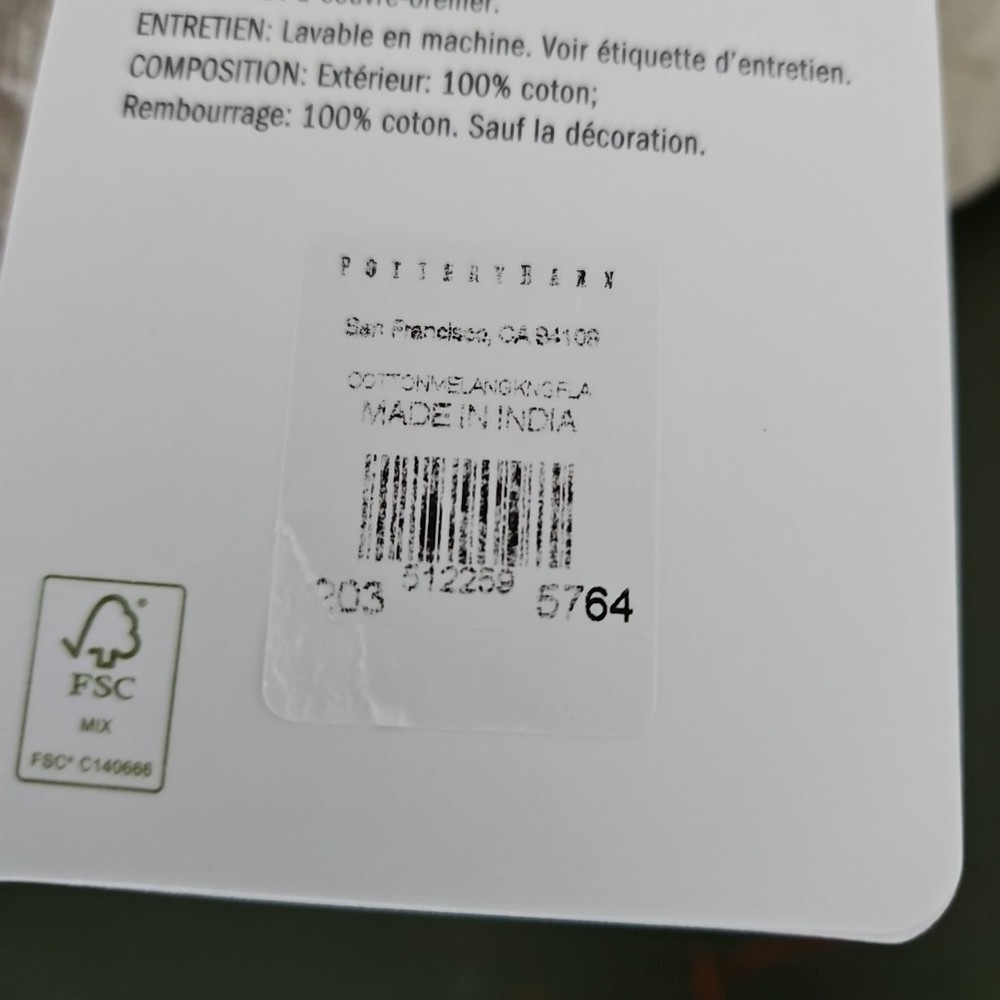 ENTRETIEN: Lavable en machine. Voir étiquette d'entretien.
COMPOSITION: Extérieur: 100% coton;
Rembourrage: 100% coton. Sauf la décoration.
POTTERYBARN
San Francisco, CA 94109
COTTONMELANGKNGFLA
MADE IN INDIA
512259
5764
FSC
MIX
FSC® C140666